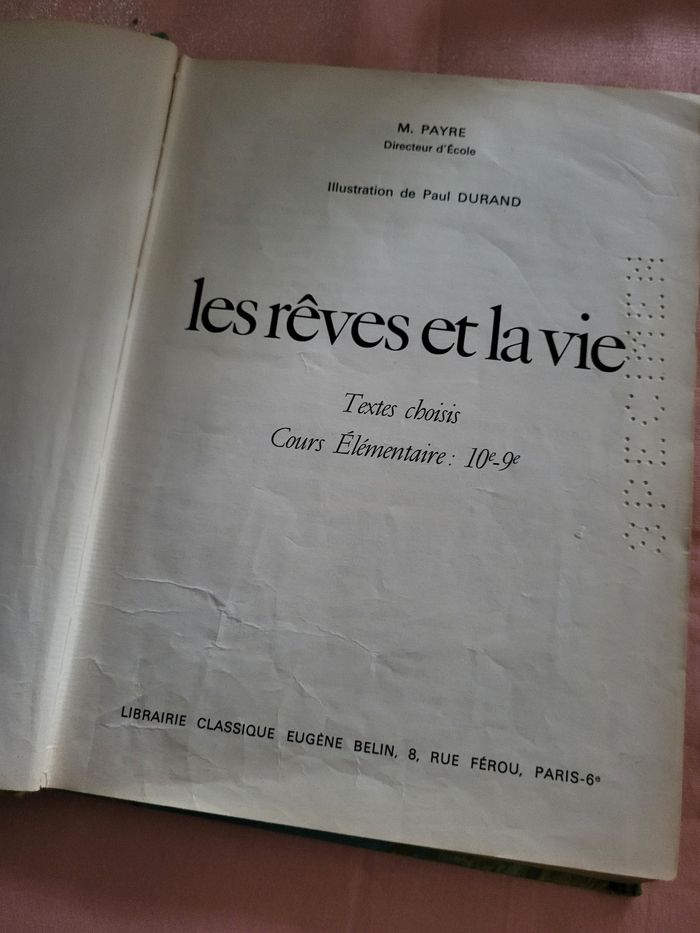 M. PAYRE
Directeur d'École
Illustration de Paul DURAND
les rêves et la vie
Textes choisis
Cours Élémentaire : 10e-9e
LIBRAIRIE CLASSIQUE EUGÈNE BELIN, 8, RUE FÉROU, PARIS-6e